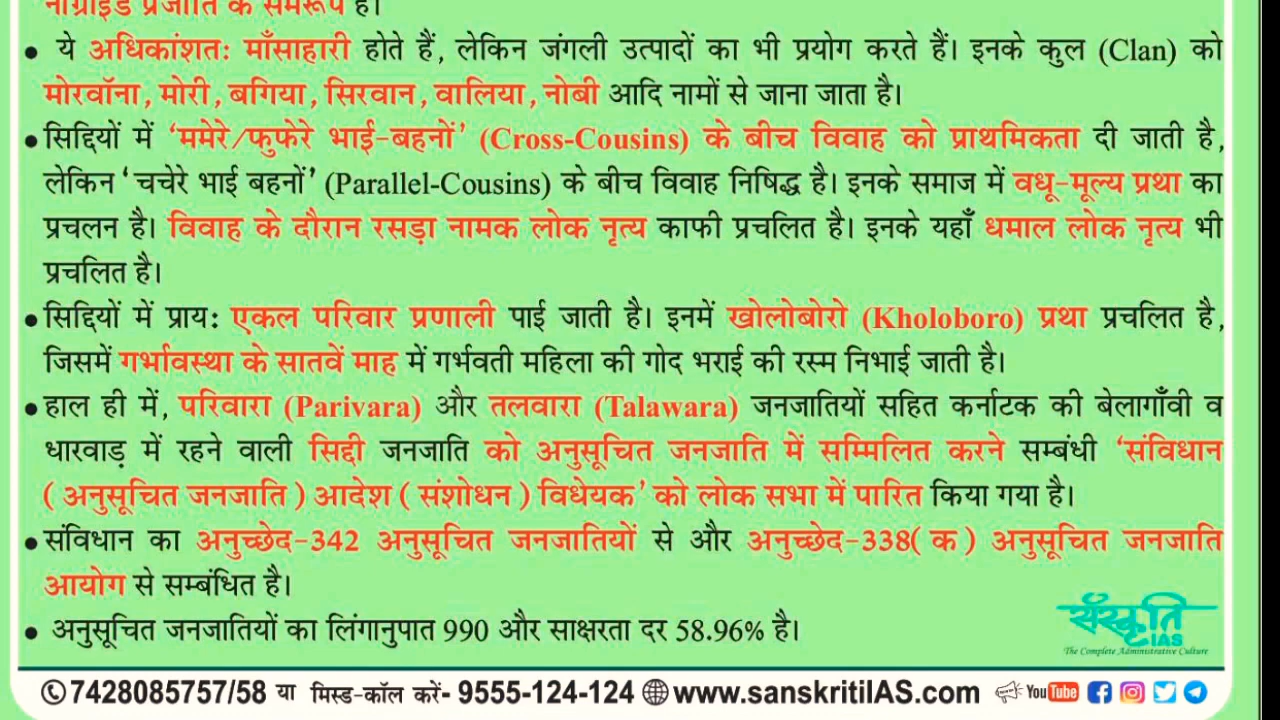 नीग्रोइड प्रजाति के समरूप है।
• ये अधिकांशत: माँसाहारी होते हैं, लेकिन जंगली उत्पादों का भी प्रयोग करते हैं। इनके कुल (Clan) को
मोरवॉना, मोरी, बगिया, सिरवान, वालिया, नोबी आदि नामों से जाना जाता है।
• सिद्दियों में ‘ममेरे/फुफेरे भाई-बहनों’ (Cross-Cousins) के बीच विवाह को प्राथमिकता दी जाती है,
लेकिन ‘चचेरे भाई बहनों’ (Parallel-Cousins) के बीच विवाह निषिद्ध है। इनके समाज में वधू-मूल्य प्रथा का
प्रचलन है। विवाह के दौरान रसड़ा नामक लोक नृत्य काफी प्रचलित है। इनके यहाँ धमाल लोक नृत्य भी
प्रचलित है।
• सिद्दियों में प्राय: एकल परिवार प्रणाली पाई जाती है। इनमें खोलोबोरो (Kholoboro) प्रथा प्रचलित है,
जिसमें गर्भावस्था के सातवें माह में गर्भवती महिला की गोद भराई की रस्म निभाई जाती है।
• हाल ही में, परिवारा (Parivara) और तलवारा (Talawara) जनजातियों सहित कर्नाटक की बेलागाँवी व
धारवाड़ में रहने वाली सिद्दी जनजाति को अनुसूचित जनजाति में सम्मिलित करने सम्बंधी ‘संविधान
(अनुसूचित जनजाति) आदेश (संशोधन) विधेयक’ को लोक सभा में पारित किया गया है।
• संविधान का अनुच्छेद-342 अनुसूचित जनजातियों से और अनुच्छेद-338(क) अनुसूचित जनजाति
आयोग से सम्बंधित है।
• अनुसूचित जनजातियों का लिंगानुपात 990 और साक्षरता दर 58.96% है।
संस्कृति
IAS
The Complete Administrative Culture
7428085757/58 या मिस्ड-कॉल करें- 9555-124-124 www.sanskritiIAS.com YouTube